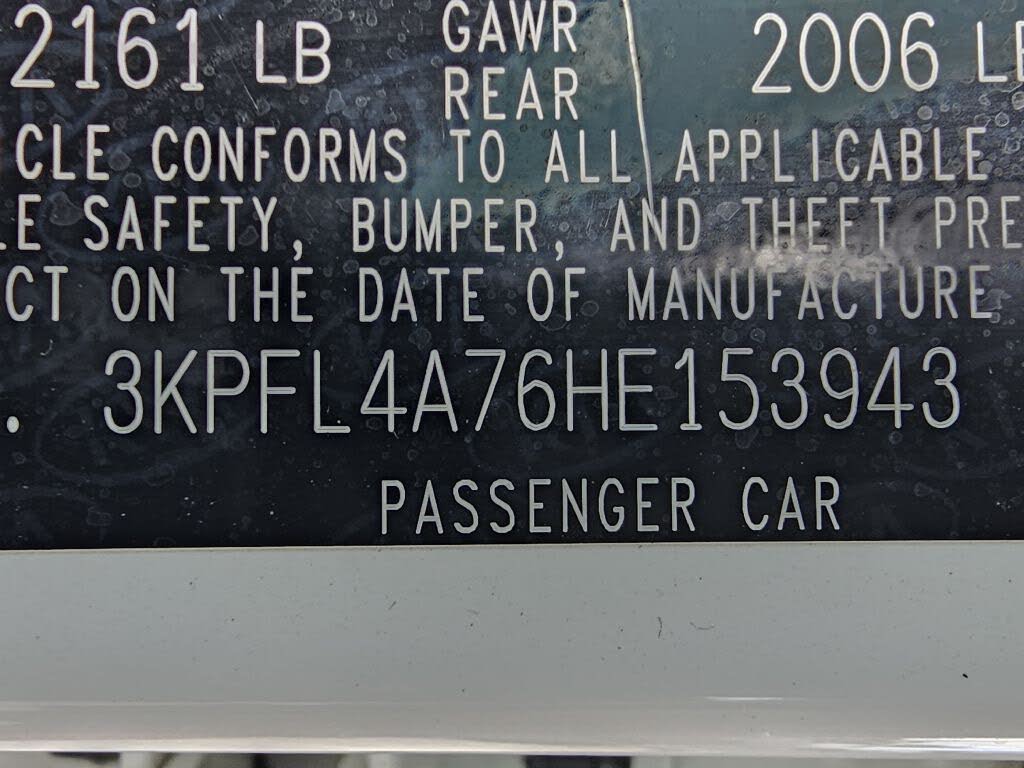 2161 LB GAWR 2006 LB
REAR
CLE CONFORMS TO ALL APPLICABLE
LE SAFETY, BUMPER, AND THEFT PRE
CT ON THE DATE OF MANUFACTURE
. 3KPFL4A76HE153943
PASSENGER CAR